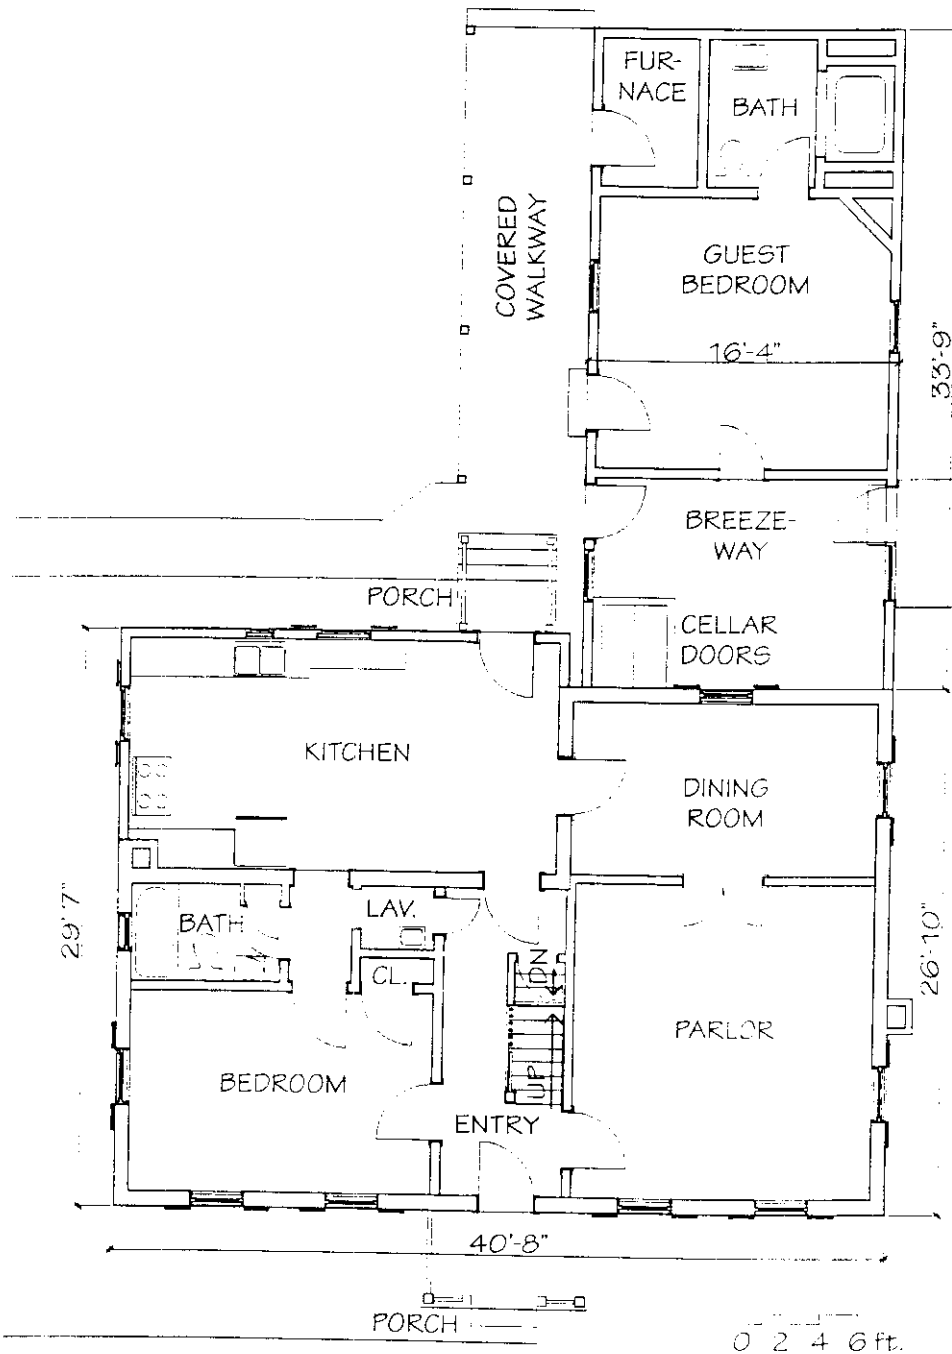 FUR-
NACE
BATH
COVERED
WALKWAY
GUEST
BEDROOM
16'-4"
33'-9"
BREEZE-
WAY
PORCH
CELLAR
DOORS
KITCHEN
DINING
ROOM
29'7"
BATH
LAV.
CL.
DN
26'-10"
PARLOR
BEDROOM
UP
ENTRY
40'-8"
PORCH
0 2 4 6 ft.